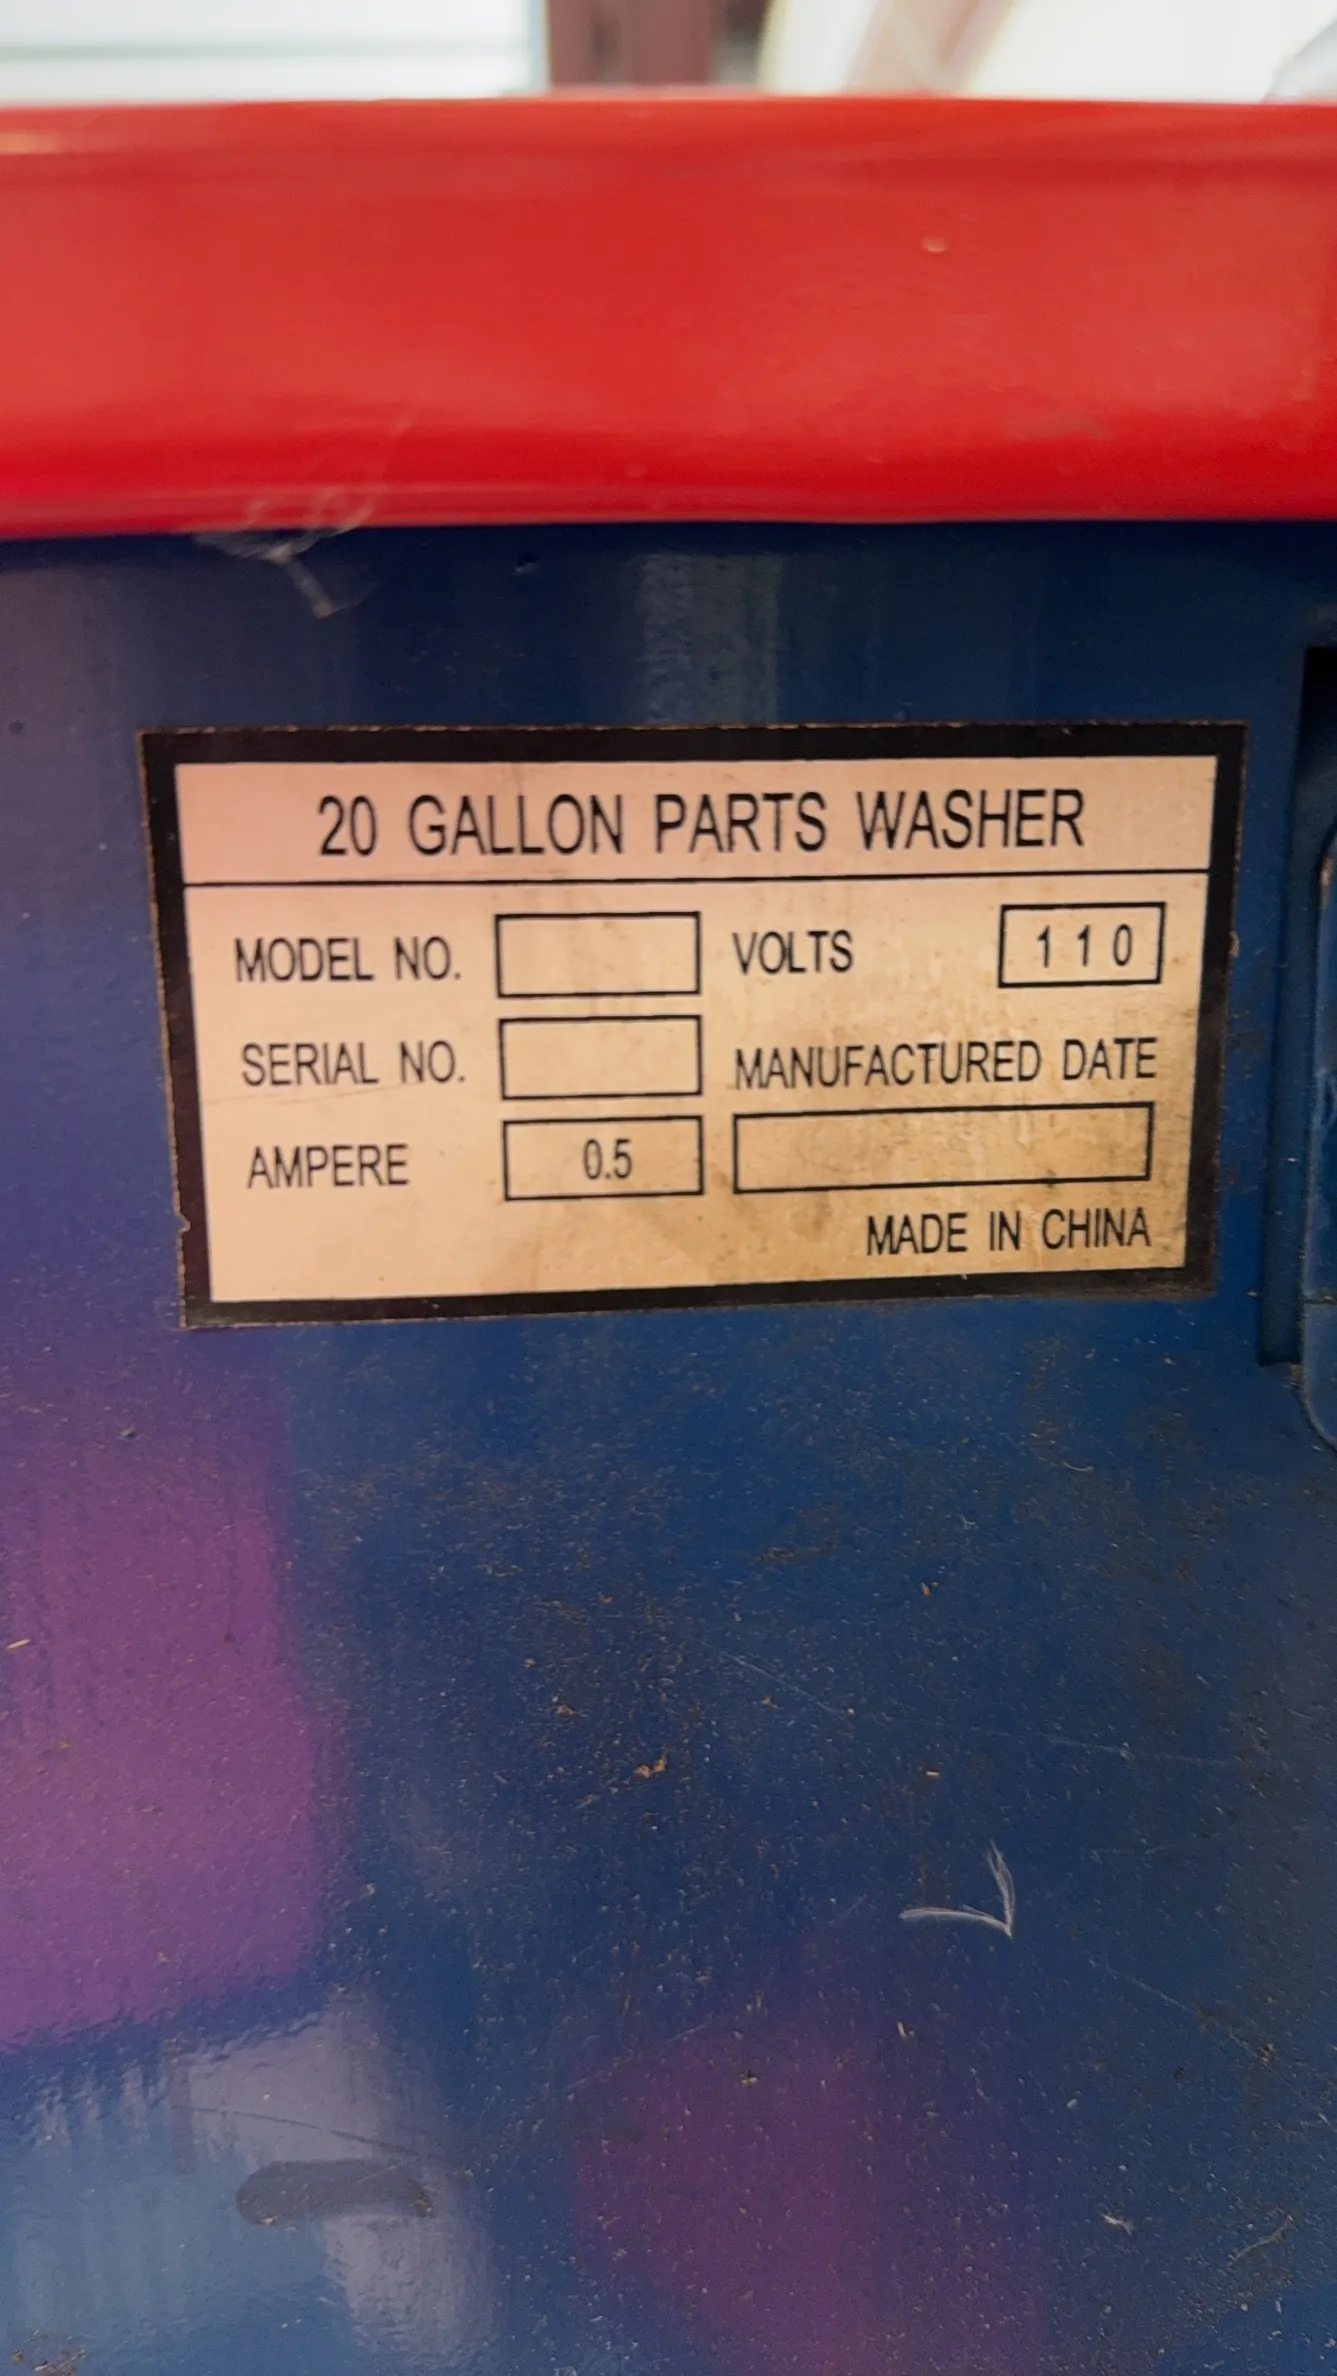 20 GALLON PARTS WASHER
MODEL NO. VOLTS 110
SERIAL NO. MANUFACTURED DATE
AMPERE 0.5
MADE IN CHINA